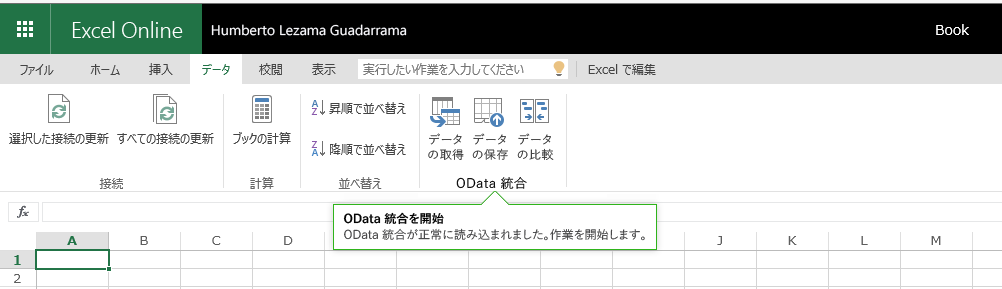 Excel Online Humberto Lezama Guadarrama Book
ファイル ホーム 挿入 データ 校閲 表示 実行したい作業を入力してください Excel で編集
選択した接続の更新 すべての接続の更新
ブックの計算
昇順で並べ替え
降順で並べ替え
データ
の取得
データ
の保存
データ
の比較
接続 計算 並べ替え OData 統合
fx
OData 統合を開始
OData 統合が正常に読み込まれました。作業を開始します。
A B C D J K L M
1
2